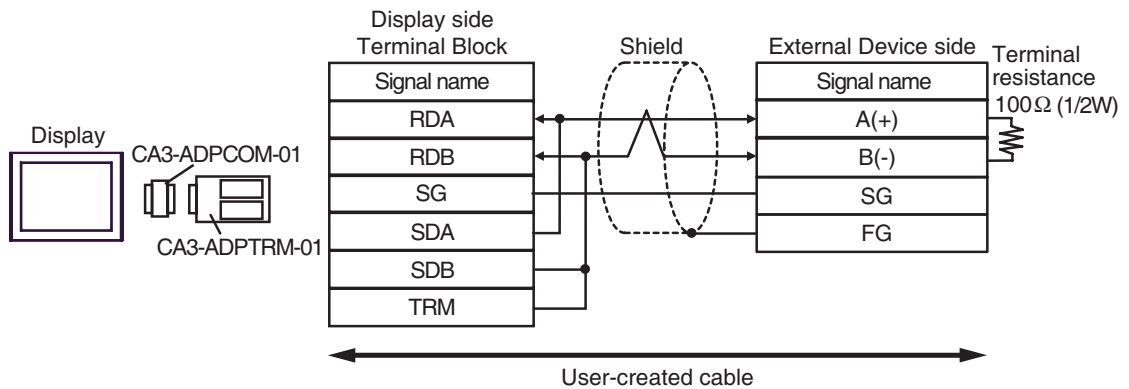 Display
CA3-ADPCOM-01
CA3-ADPTRM-01
Display side
Terminal Block
Signal name
RDA
RDB
SG
SDA
SDB
TRM
Shield
External Device side
Signal name
A(+)
B(-)
SG
FG
Terminal
resistance
100Ω (1/2W)
User-created cable